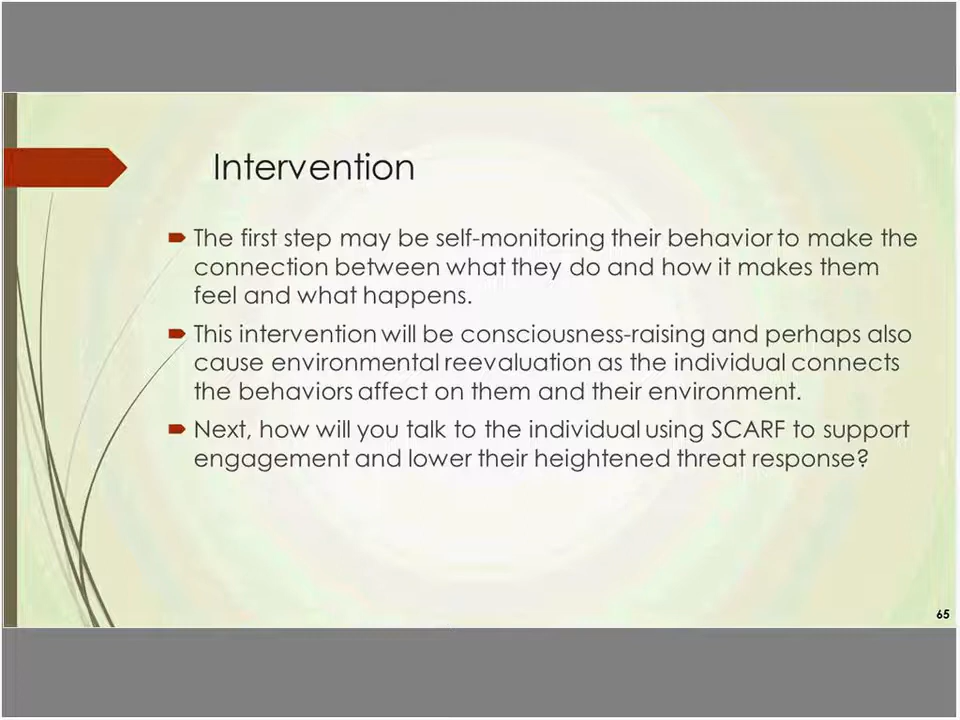 Intervention
The first step may be self-monitoring their behavior to make the
connection between what they do and how it makes them
feel and what happens.
This intervention will be consciousness-raising and perhaps also
cause environmental reevaluation as the individual connects
the behaviors affect on them and their environment.
Next, how will you talk to the individual using SCARF to support
engagement and lower their heightened threat response?
65